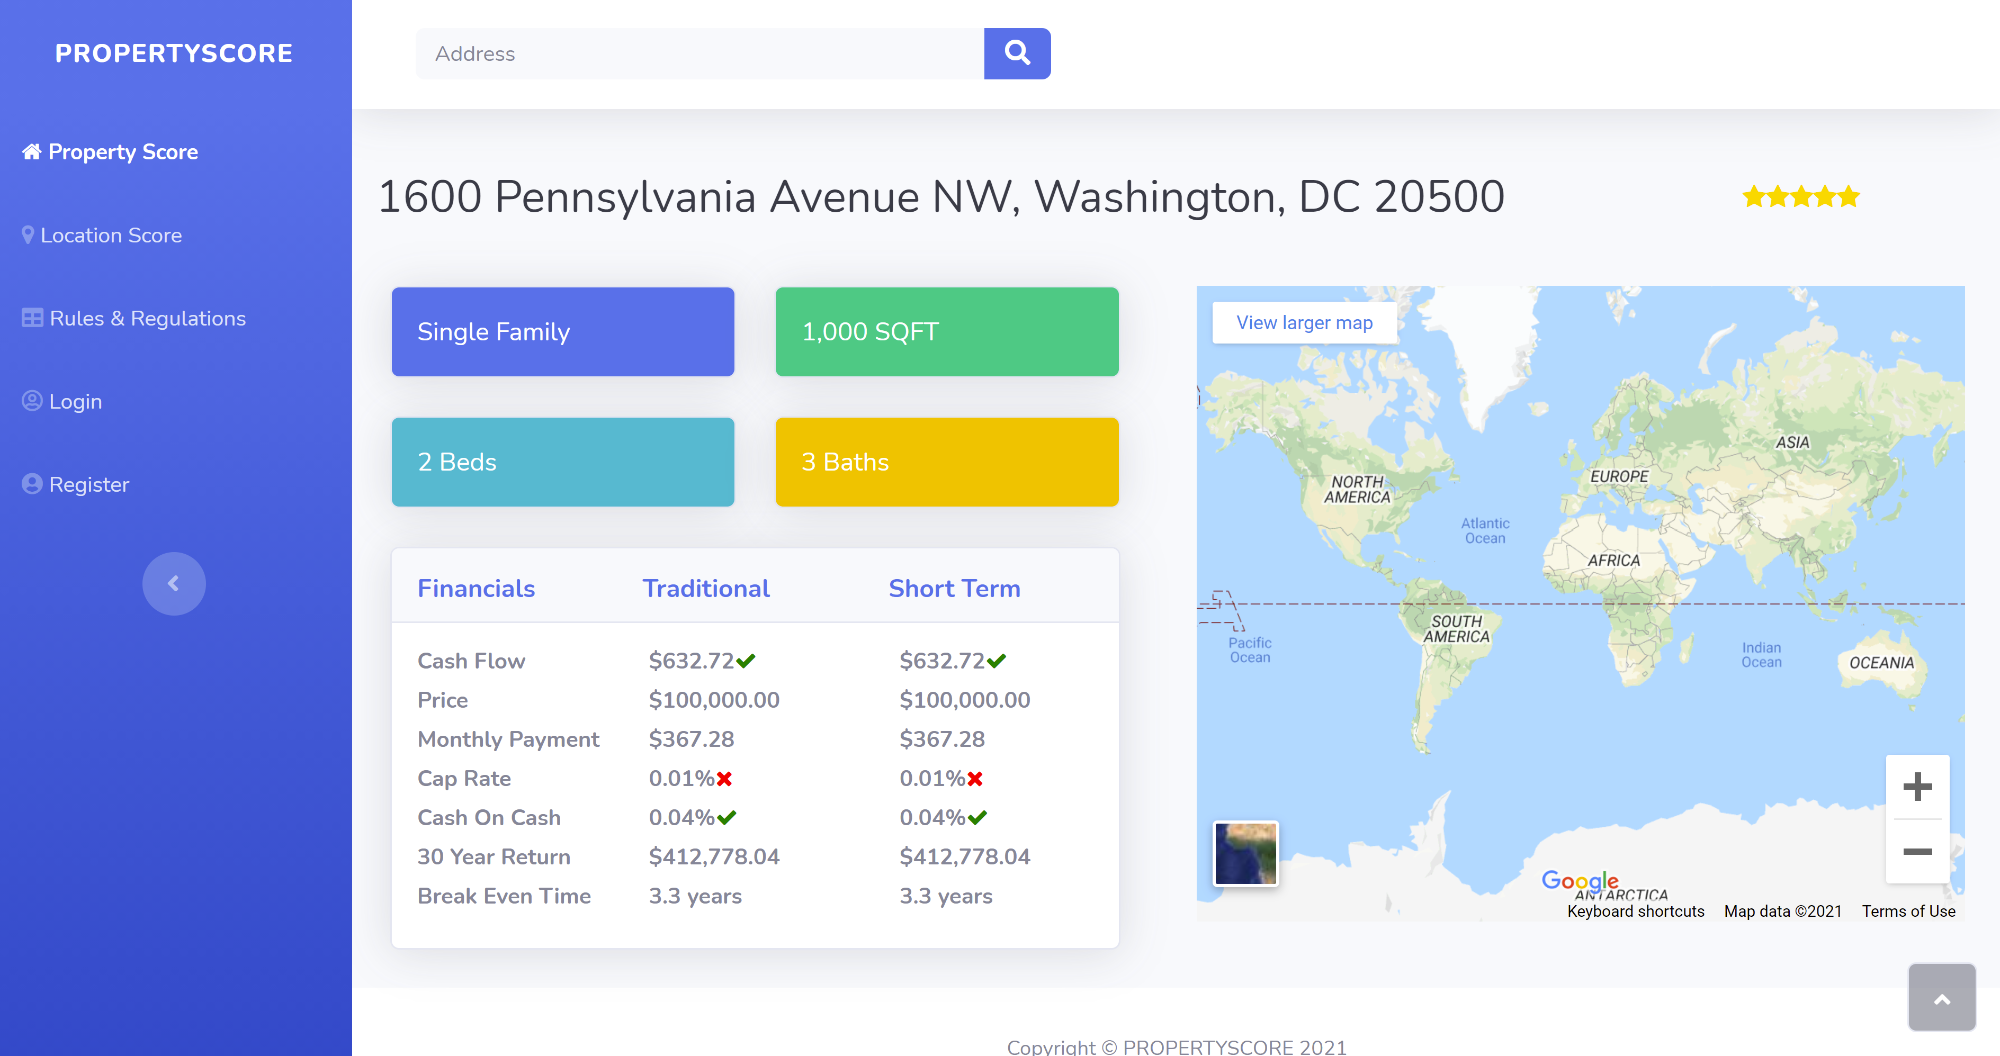 PROPERTYSCORE
Address
Property Score
Location Score
Rules & Regulations
Login
Register
1600 Pennsylvania Avenue NW, Washington, DC 20500
Single Family
1,000 SQFT
2 Beds
3 Baths
Financials Traditional Short Term
Cash Flow $632.72 $632.72
Price $100,000.00 $100,000.00
Monthly Payment $367.28 $367.28
Cap Rate 0.01% 0.01%
Cash On Cash 0.04% 0.04%
30 Year Return $412,778.04 $412,778.04
Break Even Time 3.3 years 3.3 years
View larger map
ASIA
EUROPE
NORTH
AMERICA
Atlantic
Ocean
AFRICA
SOUTH
AMERICA
Pacific
Ocean
Indian
Ocean
OCEANIA
Google
ANTARCTICA
Keyboard shortcuts Map data ©2021 Terms of Use
Copyright © PROPERTYSCORE 2021